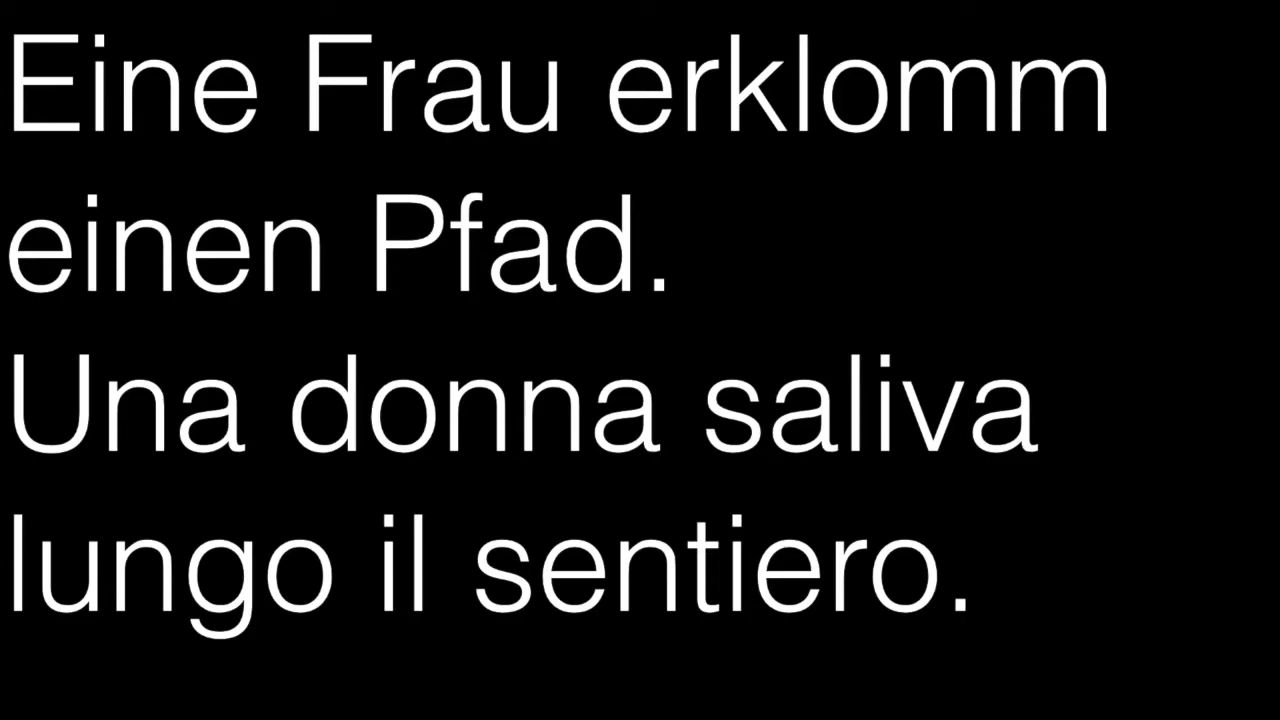 Eine Frau erklomm
einen Pfad.
Una donna saliva
lungo il sentiero.